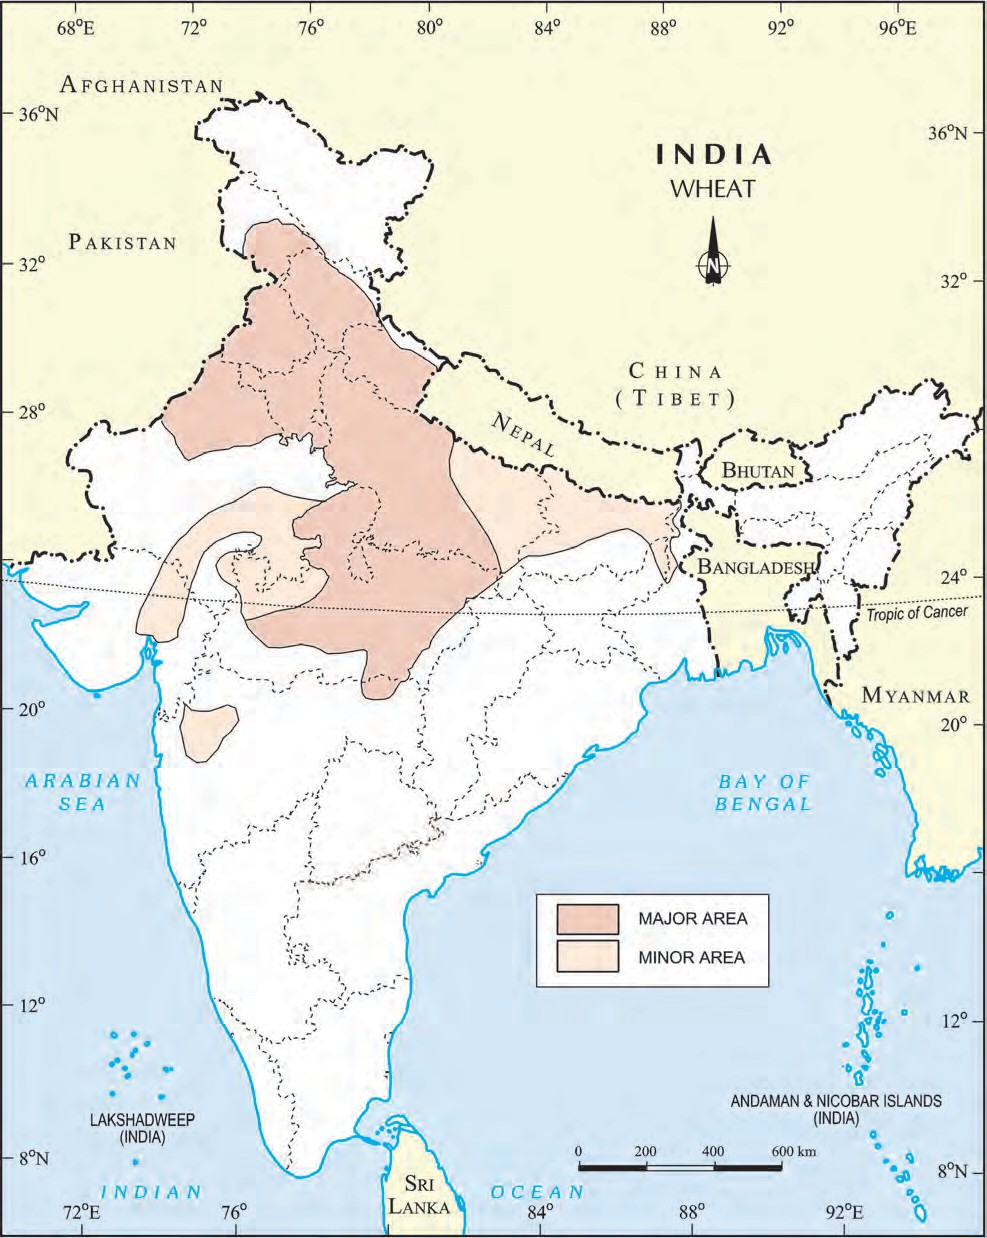 68°E 72° 76° 80° 84° 88° 92° 96°E
AFGHANISTAN
36°N
36°N
INDIA
WHEAT
PAKISTAN
N
32°
32°
CHINA
(TIBET)
28°
28°
NEPAL
BHUTAN
BANGLADESH
24°
24°
Tropic of Cancer
MYANMAR
20°
20°
ARABIAN
SEA
BAY OF
BENGAL
16°
MAJOR AREA
MINOR AREA
12°
12°
LAKSHADWEEP
(INDIA)
ANDAMAN & NICOBAR ISLANDS
(INDIA)
0 200 400 600 km
8°N
8°N
SRI
LANKA
INDIAN OCEAN
72°E 76° 84° 88° 92°E